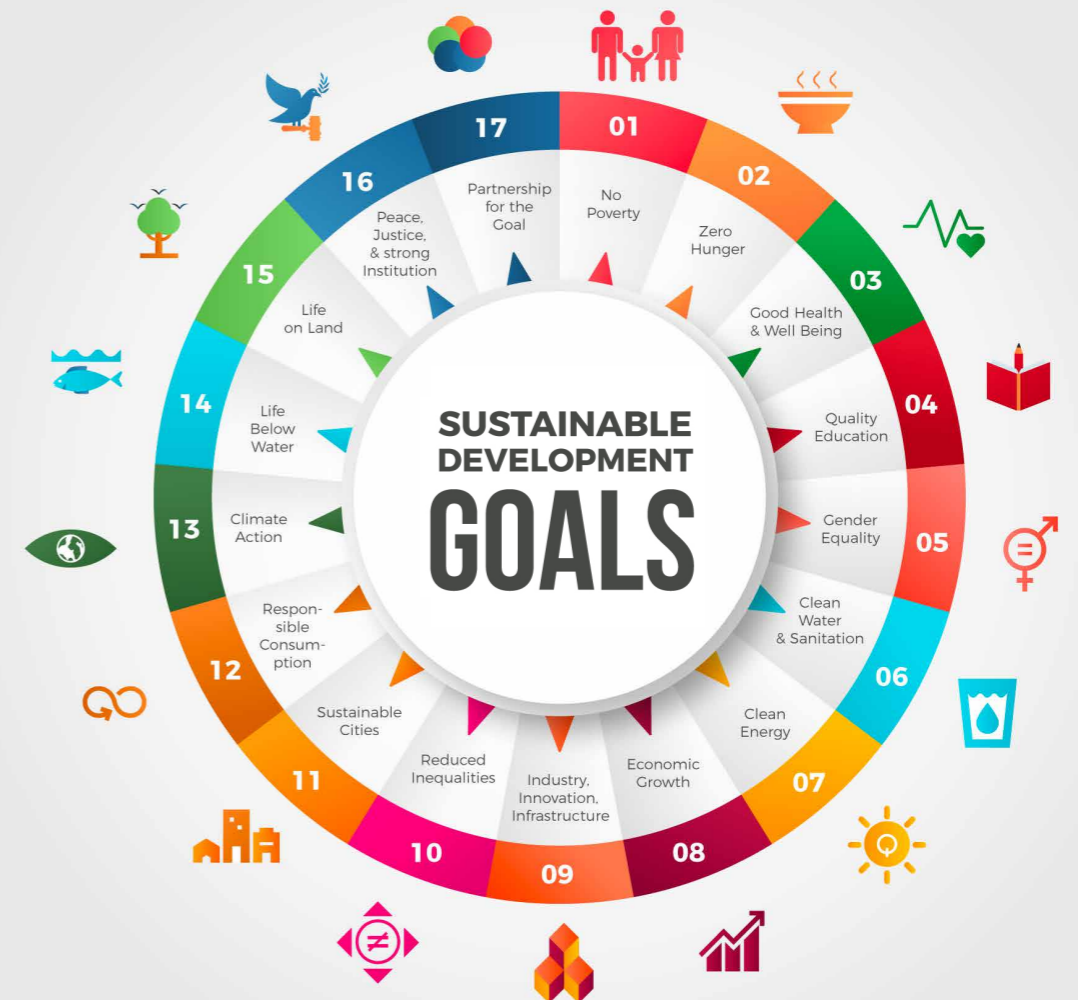 SUSTAINABLE
DEVELOPMENT
GOALS
01
No
Poverty
02
Zero
Hunger
03
Good Health
& Well Being
04
Quality
Education
05
Gender
Equality
06
Clean
Water
& Sanitation
07
Clean
Energy
08
Economic
Growth
09
Industry,
Innovation,
Infrastructure
10
Reduced
Inequalities
11
Sustainable
Cities
12
Respon-
sible
Consum-
ption
13
Climate
Action
14
Life
Below
Water
15
Life
on Land
16
Peace,
Justice,
& strong
Institution
17
Partnership
for the
Goal